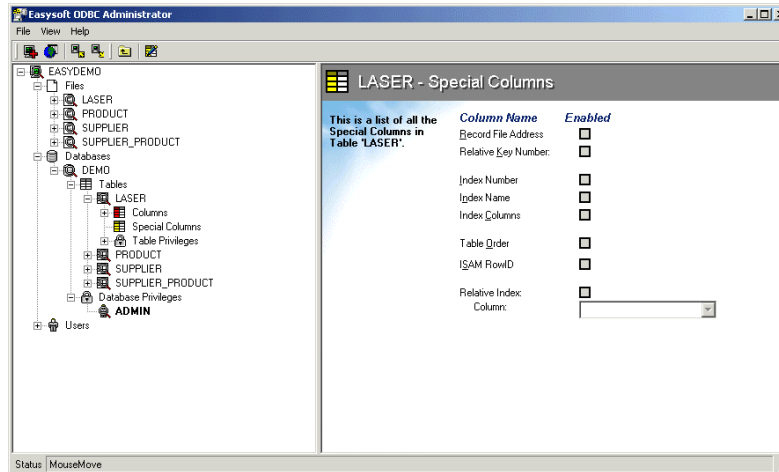 Easysoft ODBC Administrator
File View Help
EASYDEMO
Files
LASER
PRODUCT
SUPPLIER
SUPPLIER_PRODUCT
Databases
DEMO
Tables
LASER
Columns
Special Columns
Table Privileges
PRODUCT
SUPPLIER
SUPPLIER_PRODUCT
Database Privileges
ADMIN
Users
LASER - Special Columns
This is a list of all the
Special Columns in
Table 'LASER'.
Column Name Enabled
Record File Address
Relative Key Number:
Index Number
Index Name
Index Columns
Table Order
ISAM RowID
Relative Index:
Column:
Status MouseMove